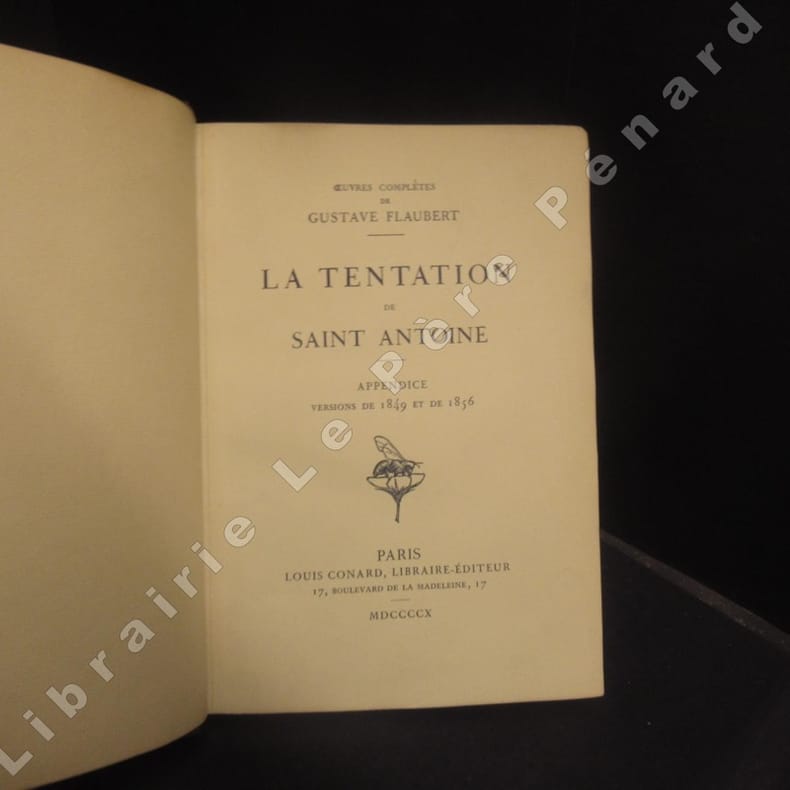 ŒUVRES COMPLÈTES
DE
GUSTAVE FLAUBERT
LA TENTATION
DE
SAINT ANTOINE
APPENDICE
VERSIONS DE 1849 ET DE 1856
PARIS
LOUIS CONARD, LIBRAIRE-ÉDITEUR
17, BOULEVARD DE LA MADELEINE, 17
MDCCCCX
Librairie Le Père Pénard